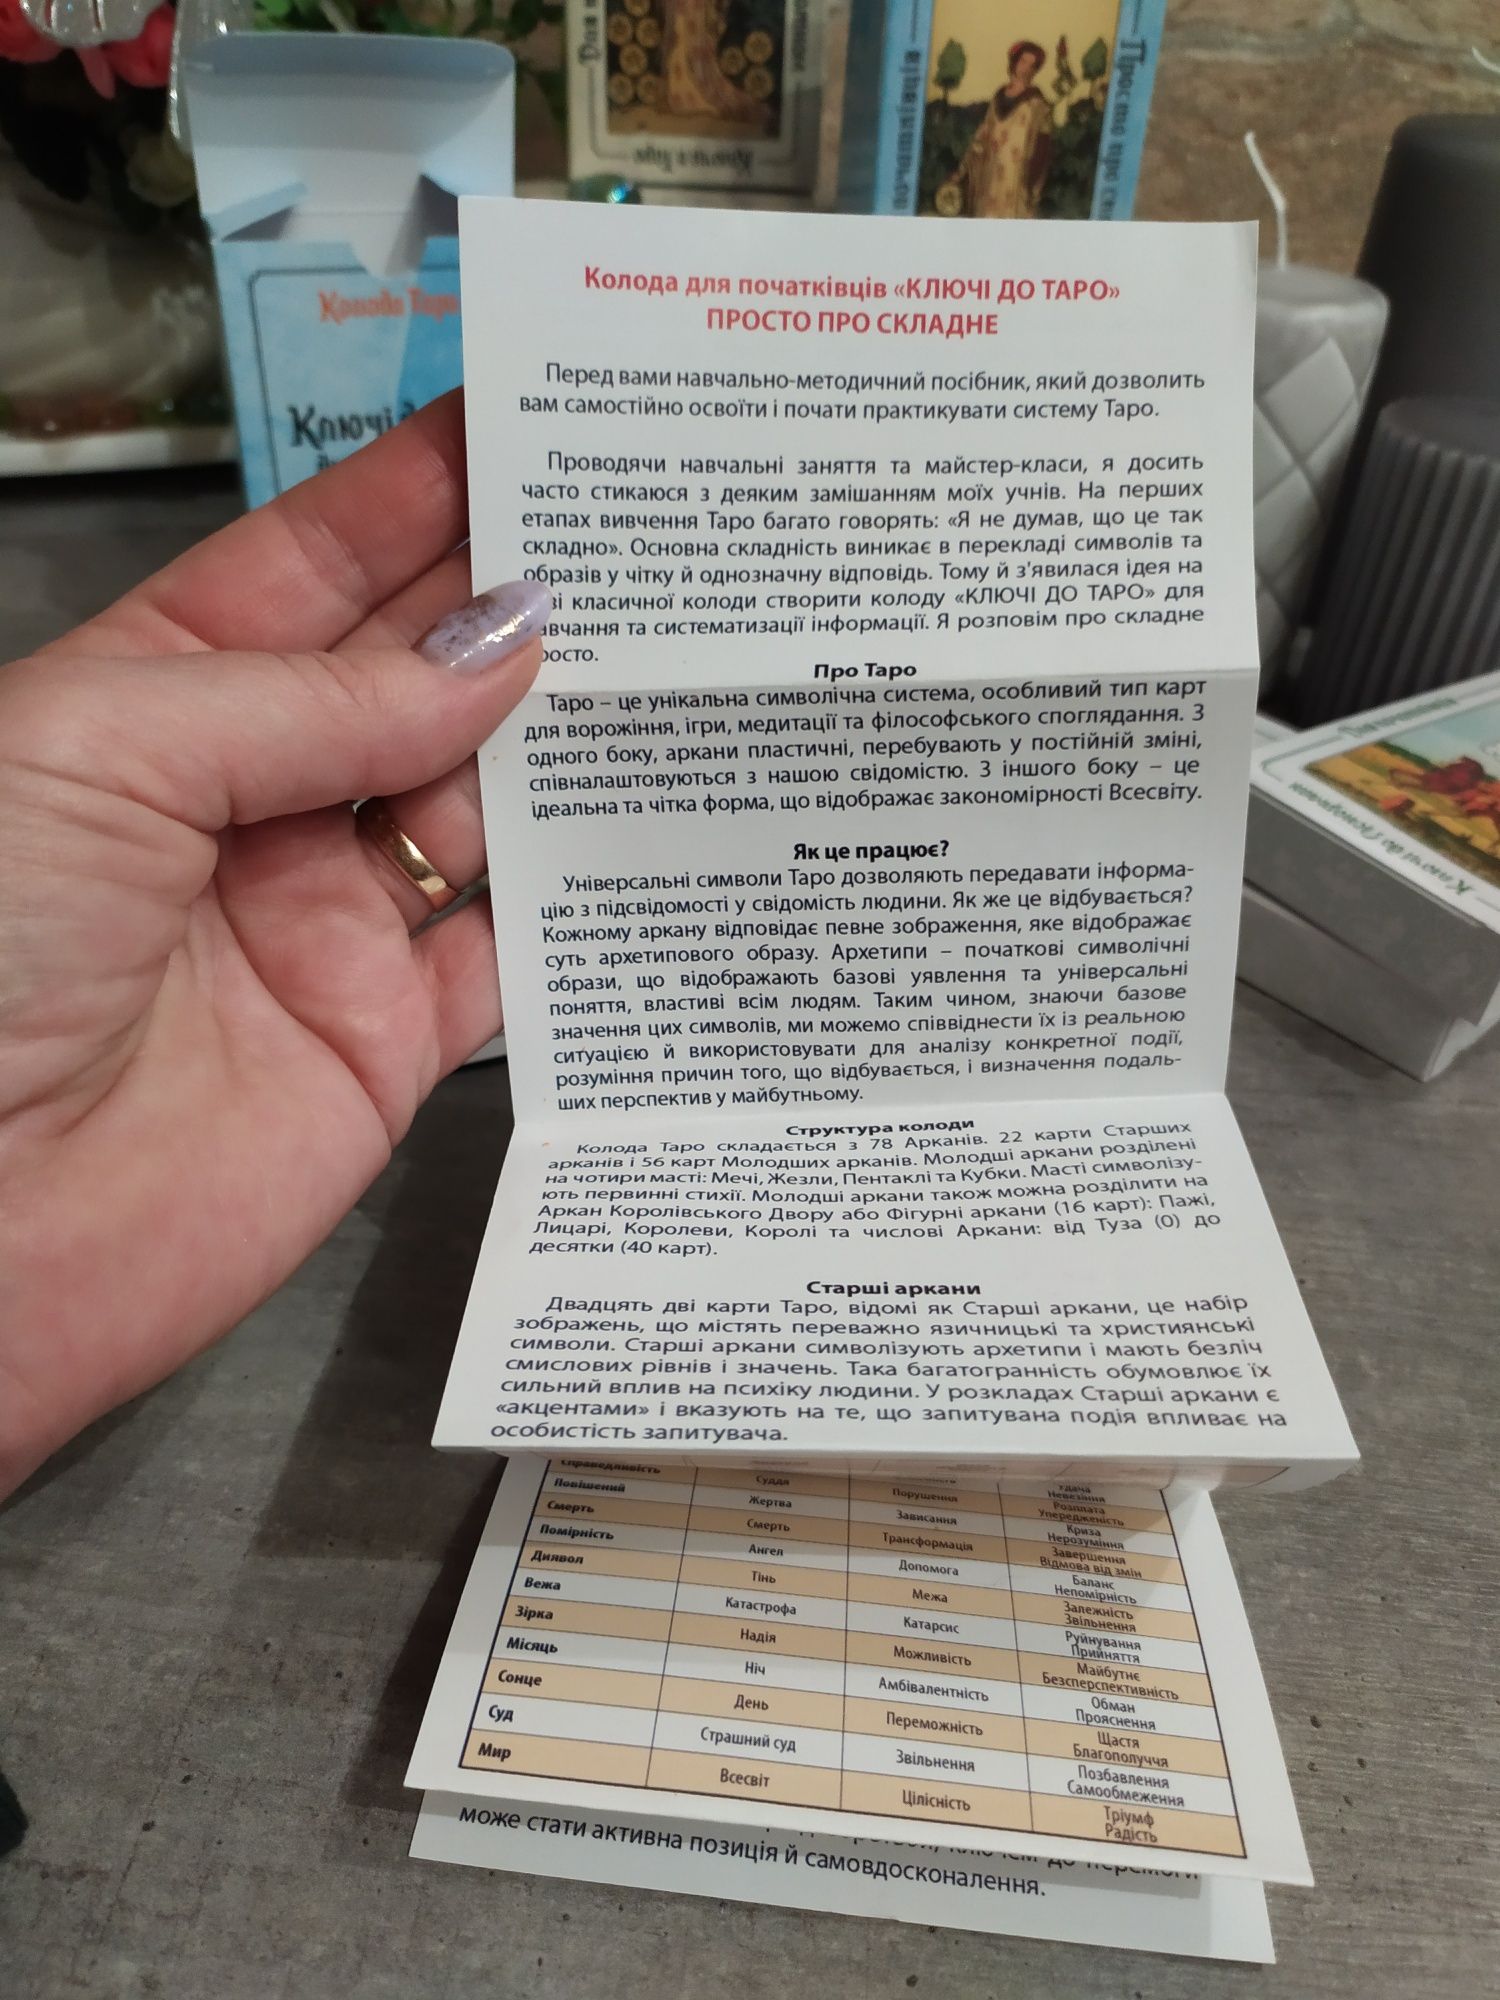 Просто про
Колода Таро
Ключі
Колода для початківців «КЛЮЧІ ДО ТАРО»
ПРОСТО ПРО СКЛАДНЕ
Перед вами навчально-методичний посібник, який дозволить
вам самостійно освоїти і почати практикувати систему Таро.
Проводячи навчальні заняття та майстер-класи, я досить
часто стикаюся з деяким замішанням моїх учнів. На перших
етапах вивчення Таро багато говорять: «Я не думав, що це так
складно». Основна складність виникає в перекладі символів та
образів у чітку й однозначну відповідь. Тому й з'явилася ідея на
зі класичної колоди створити колоду «КЛЮЧІ ДО ТАРО» для
авчання та систематизації інформації. Я розповім про складне
росто.
Про Таро
Таро – це унікальна символічна система, особливий тип карт
для ворожіння, ігри, медитації та філософського споглядання. З
одного боку, аркани пластичні, перебувають у постійній зміні,
співналаштовуються з нашою свідомістю. З іншого боку – це
ідеальна та чітка форма, що відображає закономірності Всесвіту.
Як це працює?
Універсальні символи Таро дозволяють передавати інформа-
цію з підсвідомості у свідомість людини. Як же це відбувається?
Кожному аркану відповідає певне зображення, яке відображає
суть архетипового образу. Архетипи – початкові символічні
образи, що відображають базові уявлення та універсальні
поняття, властиві всім людям. Таким чином, знаючи базове
значення цих символів, ми можемо співвіднести їх із реальною
ситуацією й використовувати для аналізу конкретної події,
розуміння причин того, що відбувається, і визначення подаль-
ших перспектив у майбутньому.
Структура колоди
Колода Таро складається з 78 Арканів. 22 карти Старших
арканів і 56 карт Молодших арканів. Молодші аркани розділені
на чотири масті: Мечі, Жезли, Пентаклі та Кубки. Масті символізу-
ють первинні стихії. Молодші аркани також можна розділити на
Аркан Королівського Двору або Фігурні аркани (16 карт): Пажі,
Лицарі, Королеви, Королі та числові Аркани: від Туза (0) до
десятки (40 карт).
Старші аркани
Двадцять дві карти Таро, відомі як Старші аркани, це набір
зображень, що містять переважно язичницькі та християнські
символи. Старші аркани символізують архетипи і мають безліч
смислових рівнів і значень. Така багатогранність обумовлює їх
сильний вплив на психіку людини. У розкладах Старші аркани є
«акцентами» і вказують на те, що запитувана подія впливає на
особистість запитувача.
Справедливість Суддя Порушення Розплата
Упередженість
Повішений Жертва Зависання Криза
Нерозуміння
Смерть Смерть Трансформація Завершення
Відмова від змін
Помірність Ангел Допомога Баланс
Непомірність
Диявол Тінь Межа Залежність
Звільнення
Вежа Катастрофа Катарсис Руйнування
Прийняття
Зірка Надія Можливість Майбутнє
Безсперспективність
Місяць Ніч Амбівалентність Обман
Прояснення
Сонце День Переможність Щастя
Благополуччя
Суд Страшний суд Звільнення Позбавлення
Самообмеження
Мир Всесвіт Цілісність Тріумф
Радість
може стати активна позиція й самовдосконалення.